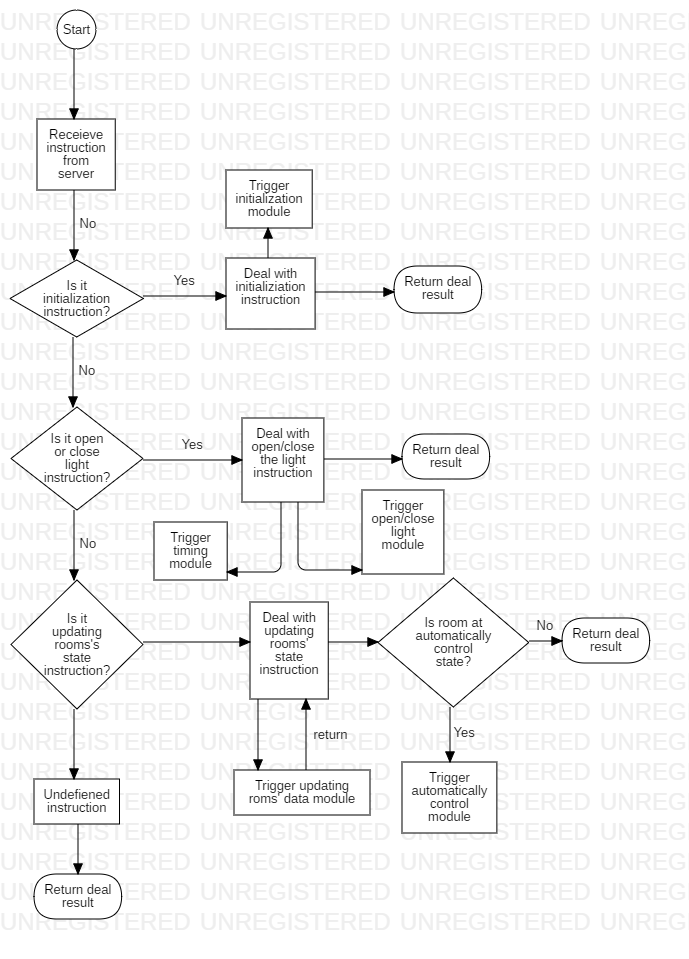 Start
Receieve
instruction
from
server
No
Trigger
initialization
module
Is it
initialization
instruction?
Yes
Deal with
initializiation
instruction
Return deal
result
No
Is it open
or close
light
instruction?
Yes
Deal with
open/close
the light
instruction
Return deal
result
Trigger
open/close
light
module
No
Trigger
timing
module
Is it
updating
rooms's
state
instruction?
Deal with
updating
rooms'
state
instruction
Is room at
automatically
control
state?
No
Return deal
result
return
Yes
Undefiened
instruction
Trigger updating
roms' data module
Trigger
automatically
control
module
Return deal
result
UNREGISTERED